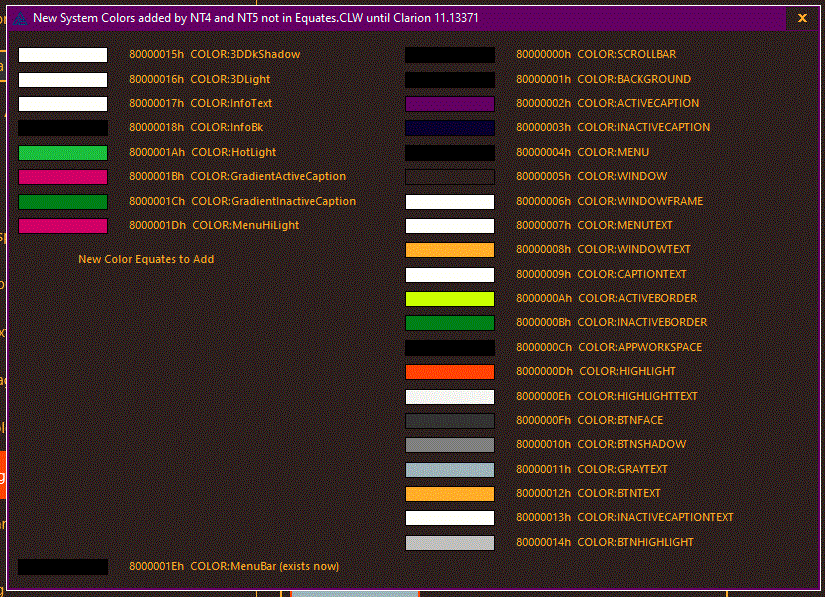 New System Colors added by NT4 and NT5 not in Equates.CLW until Clarion 11.13371
80000015h COLOR:3DDkShadow
80000016h COLOR:3DLight
80000017h COLOR:InfoText
80000018h COLOR:InfoBk
8000001Ah COLOR:HotLight
8000001Bh COLOR:GradientActiveCaption
8000001Ch COLOR:GradientInactiveCaption
8000001Dh COLOR:MenuHiLight
New Color Equates to Add
8000001Eh COLOR:MenuBar (exists now)
80000000h COLOR:SCROLLBAR
80000001h COLOR:BACKGROUND
80000002h COLOR:ACTIVECAPTION
80000003h COLOR:INACTIVECAPTION
80000004h COLOR:MENU
80000005h COLOR:WINDOW
80000006h COLOR:WINDOWFRAME
80000007h COLOR:MENUTEXT
80000008h COLOR:WINDOWTEXT
80000009h COLOR:CAPTIONTEXT
8000000Ah COLOR:ACTIVEBORDER
8000000Bh COLOR:INACTIVEBORDER
8000000Ch COLOR:APPWORKSPACE
8000000Dh COLOR:HIGHLIGHT
8000000Eh COLOR:HIGHLIGHTTEXT
8000000Fh COLOR:BTNFACE
80000010h COLOR:BTNSHADOW
80000011h COLOR:GRAYTEXT
80000012h COLOR:BTNTEXT
80000013h COLOR:INACTIVECAPTIONTEXT
80000014h COLOR:BTNHIGHLIGHT